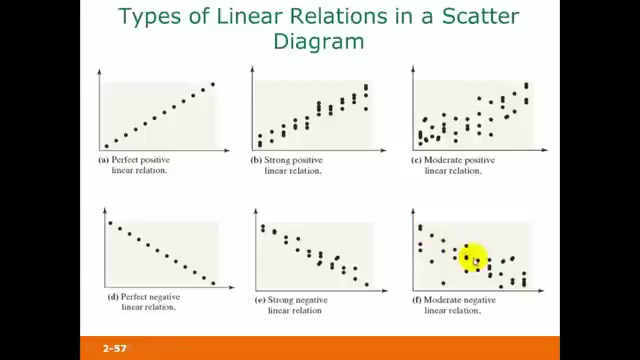 Types of Linear Relations in a Scatter
Diagram
(a) Perfect positive
linear relation.
(b) Strong positive
linear relation.
(c) Moderate positive
linear relation.
(d) Perfect negative
linear relation.
(e) Strong negative
linear relation
(f) Moderate negative
linear relation.
2-57